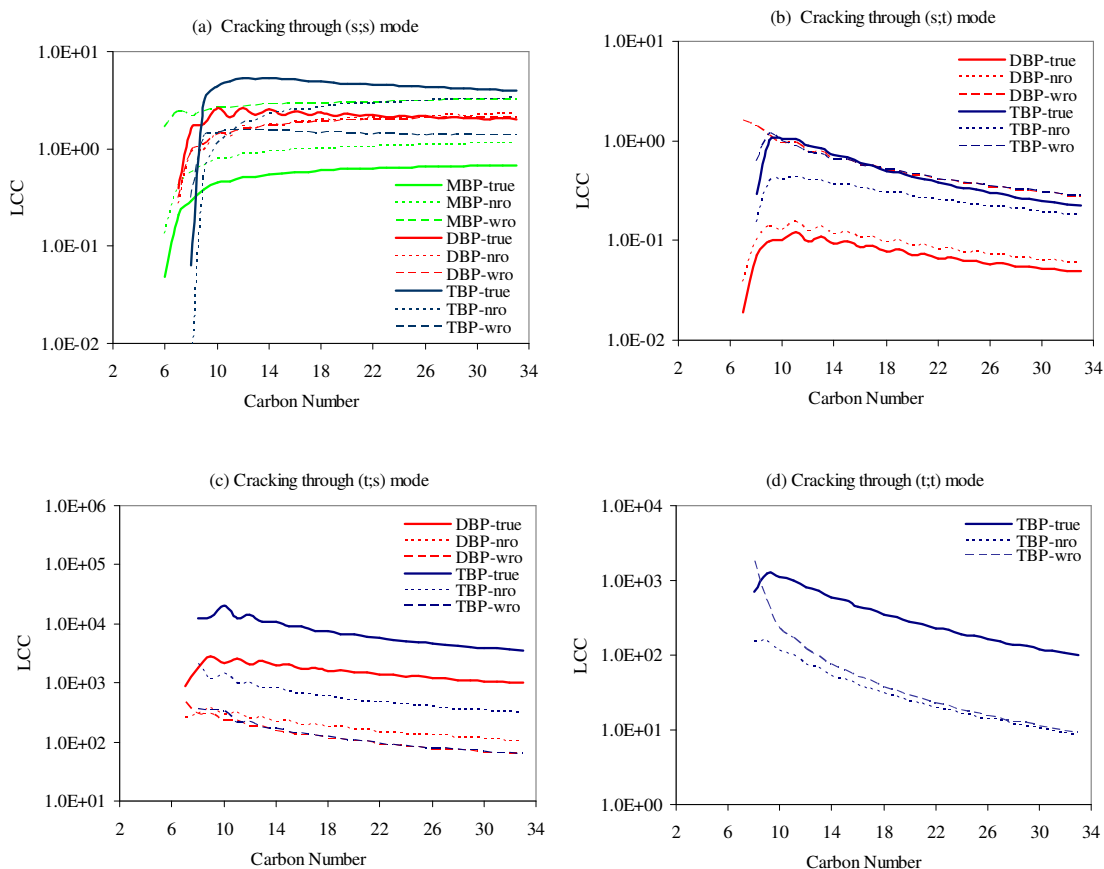 (a) Cracking through (s;s) mode
1.0E+01
1.0E+00
1.0E-01
1.0E-02
LCC
MBP-true
MBP-nro
MBP-wro
DBP-true
DBP-nro
DBP-wro
TBP-true
TBP-nro
TBP-wro
2 6 10 14 18 22 26 30 34
Carbon Number
(b) Cracking through (s;t) mode
1.0E+01
1.0E+00
1.0E-01
1.0E-02
LCC
DBP-true
DBP-nro
DBP-wro
TBP-true
TBP-nro
TBP-wro
2 6 10 14 18 22 26 30 34
Carbon Number
(c) Cracking through (t;s) mode
1.0E+06
1.0E+05
1.0E+04
1.0E+03
1.0E+02
1.0E+01
LCC
DBP-true
DBP-nro
DBP-wro
TBP-true
TBP-nro
TBP-wro
2 6 10 14 18 22 26 30 34
Carbon Number
(d) Cracking through (t;t) mode
1.0E+04
1.0E+03
1.0E+02
1.0E+01
1.0E+00
LCC
TBP-true
TBP-nro
TBP-wro
2 6 10 14 18 22 26 30 34
Carbon Number